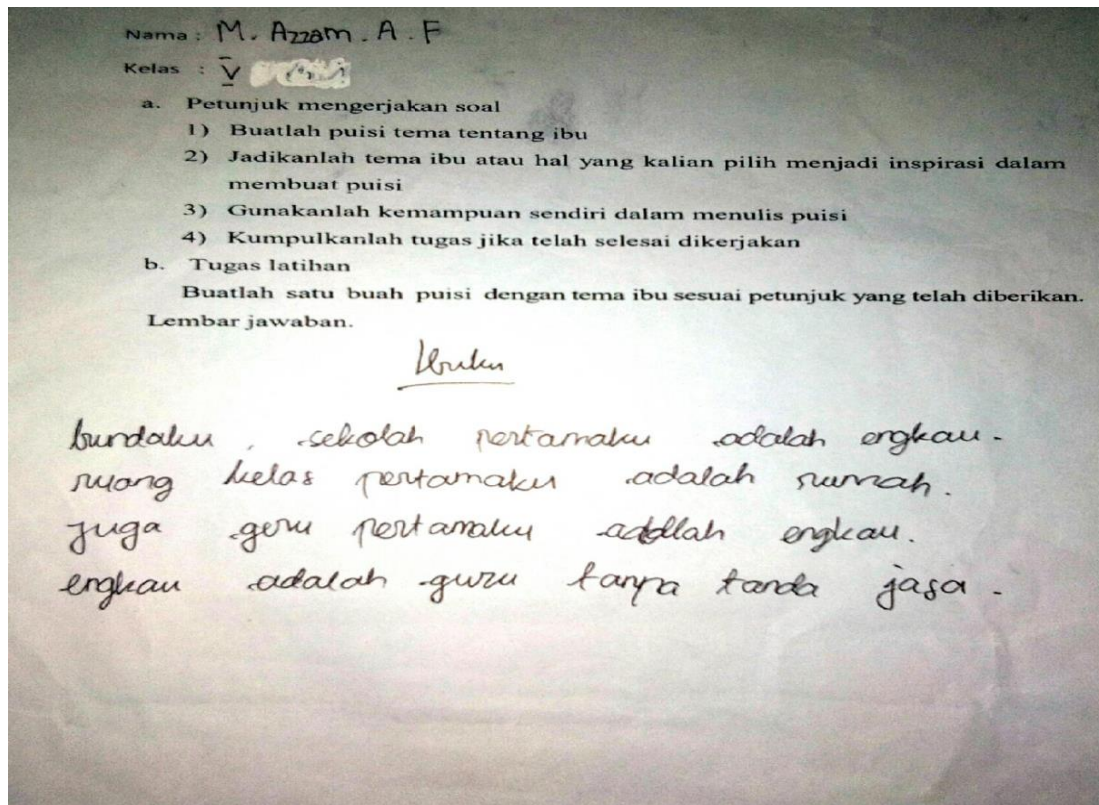 Nama : M. Azzam . A . F
Kelas : V
a. Petunjuk mengerjakan soal
1) Buatlah puisi tema tentang ibu
2) Jadikanlah tema ibu atau hal yang kalian pilih menjadi inspirasi dalam
membuat puisi
3) Gunakanlah kemampuan sendiri dalam menulis puisi
4) Kumpulkanlah tugas jika telah selesai dikerjakan
b. Tugas latihan
Buatlah satu buah puisi dengan tema ibu sesuai petunjuk yang telah diberikan.
Lembar jawaban.
Ibuku
bundaku , sekolah pertamaku adalah engkau .
ruang kelas pertamaku adalah rumah .
juga guru pertamaku adallah engkau .
engkau adalah guru tanpa tanda jasa .